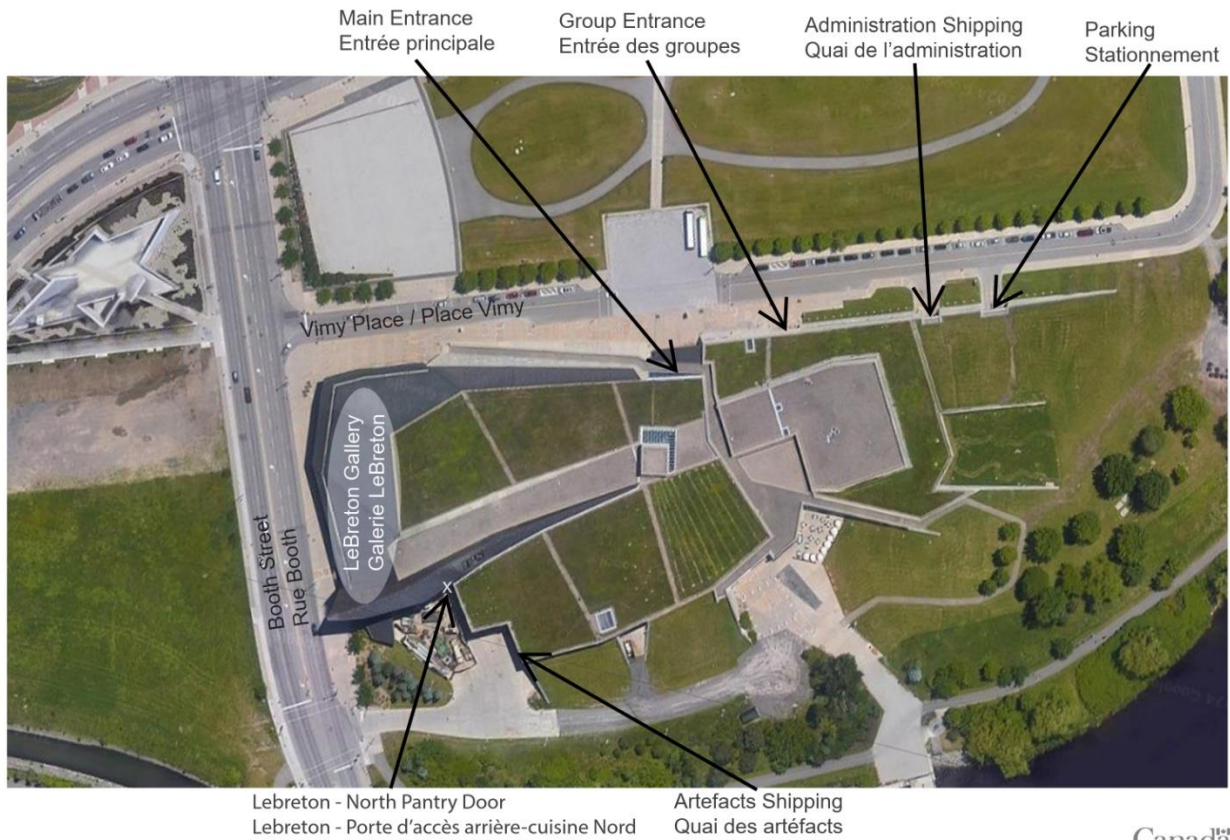 Main Entrance
Entrée principale
Group Entrance
Entrée des groupes
Administration Shipping
Quai de l'administration
Parking
Stationnement
Vimy Place / Place Vimy
LeBreton Gallery
Galerie LeBreton
Booth Street
Rue Booth
X
Lebreton - North Pantry Door
Lebreton - Porte d'accès arrière-cuisine Nord
Artefacts Shipping
Quai des artéfacts